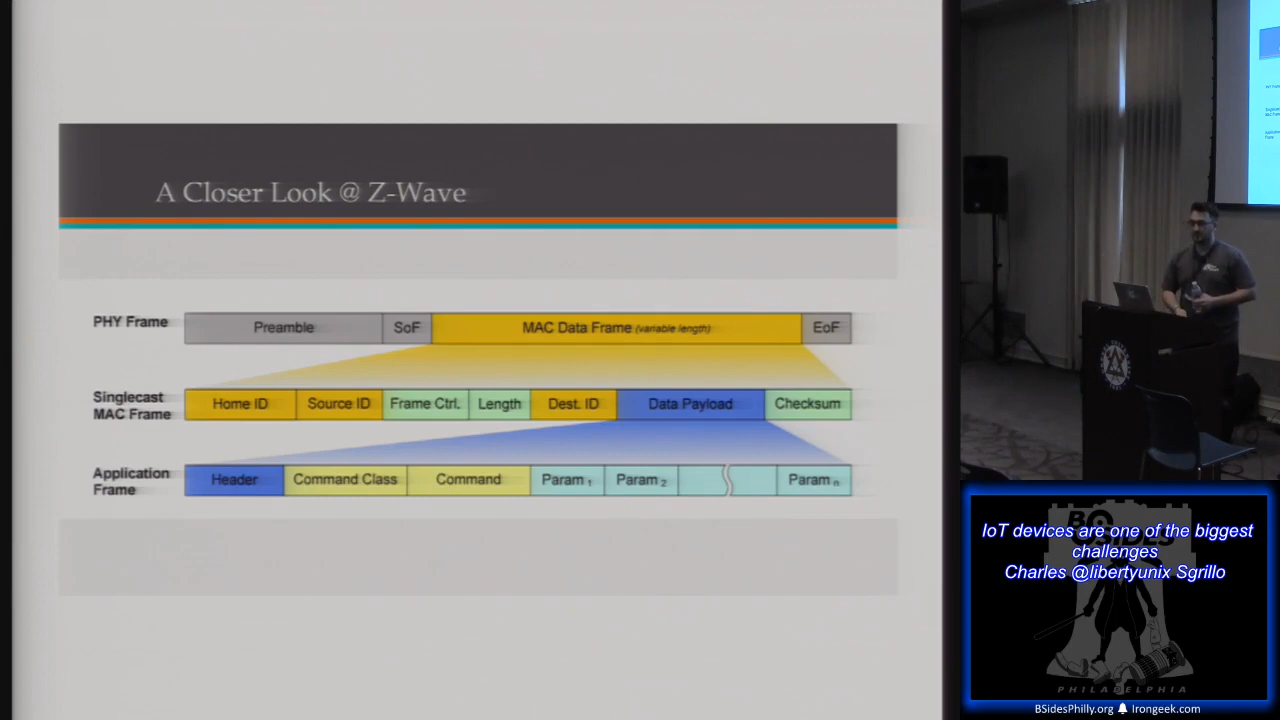 A Closer Look @ Z-Wave
PHY Frame
Preamble
SoF
MAC Data Frame (variable length)
EoF
Singlecast
MAC Frame
Home ID
Source ID
Frame Ctrl.
Length
Dest. ID
Data Payload
Checksum
Application
Frame
Header
Command Class
Command
Param 1
Param 2
Param n
IoT devices are one of the biggest
challenges
Charles @libertyunix Sgrillo
BSIDES
PHILADELPHIA
BSidesPhilly.org Irongeek.com